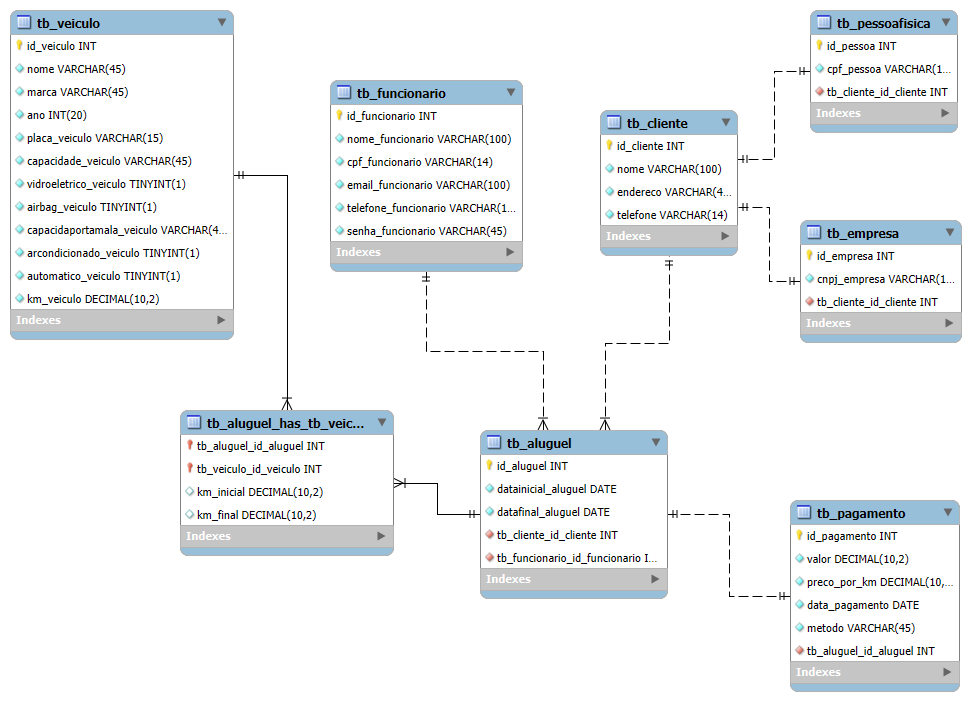 tb_veiculo
id_veiculo INT
nome VARCHAR(45)
marca VARCHAR(45)
ano INT(20)
placa_veiculo VARCHAR(15)
capacidade_veiculo VARCHAR(45)
vidroeletrico_veiculo TINYINT(1)
airbag_veiculo TINYINT(1)
capacidaportamala_veiculo VARCHAR(4...
arcondicionado_veiculo TINYINT(1)
automatico_veiculo TINYINT(1)
km_veiculo DECIMAL(10,2)
Indexes
tb_funcionario
id_funcionario INT
nome_funcionario VARCHAR(100)
cpf_funcionario VARCHAR(14)
email_funcionario VARCHAR(100)
telefone_funcionario VARCHAR(1...
senha_funcionario VARCHAR(45)
Indexes
tb_cliente
id_cliente INT
nome VARCHAR(100)
endereco VARCHAR(4...
telefone VARCHAR(14)
Indexes
tb_pessoafisica
id_pessoa INT
cpf_pessoa VARCHAR(1...
tb_cliente_id_cliente INT
Indexes
tb_empresa
id_empresa INT
cnpj_empresa VARCHAR(1...
tb_cliente_id_cliente INT
Indexes
tb_aluguel_has_tb_veic...
tb_aluguel_id_aluguel INT
tb_veiculo_id_veiculo INT
km_inicial DECIMAL(10,2)
km_final DECIMAL(10,2)
Indexes
tb_aluguel
id_aluguel INT
datainicial_aluguel DATE
datafinal_aluguel DATE
tb_cliente_id_cliente INT
tb_funcionario_id_funcionario I...
Indexes
tb_pagamento
id_pagamento INT
valor DECIMAL(10,2)
preco_por_km DECIMAL(10,...
data_pagamento DATE
metodo VARCHAR(45)
tb_aluguel_id_aluguel INT
Indexes